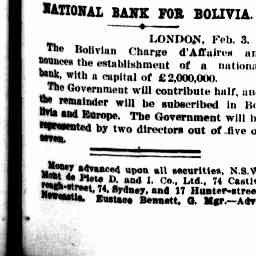 NATIONAL BANK FOR BOLIVIA.
LONDON, Feb. 3.
The Bolivian Charge d'Affaires an
nounces the establishment of a nationa
bank, with a capital of £2,000,000.
The Government will contribute half, an
the remainder will be subscribed in Bo
livia and Europe. The Government will b
represented by two directors out of five o
seven.
Money advanced upon all securities, N.S.W
Mont de Piete D. and I. Co., Ltd., 74 Castle
reagh-street, 74, Sydney, and 17 Hunter-stree
Newcastle. Eustace Bennett, G. Mgr.—Adv